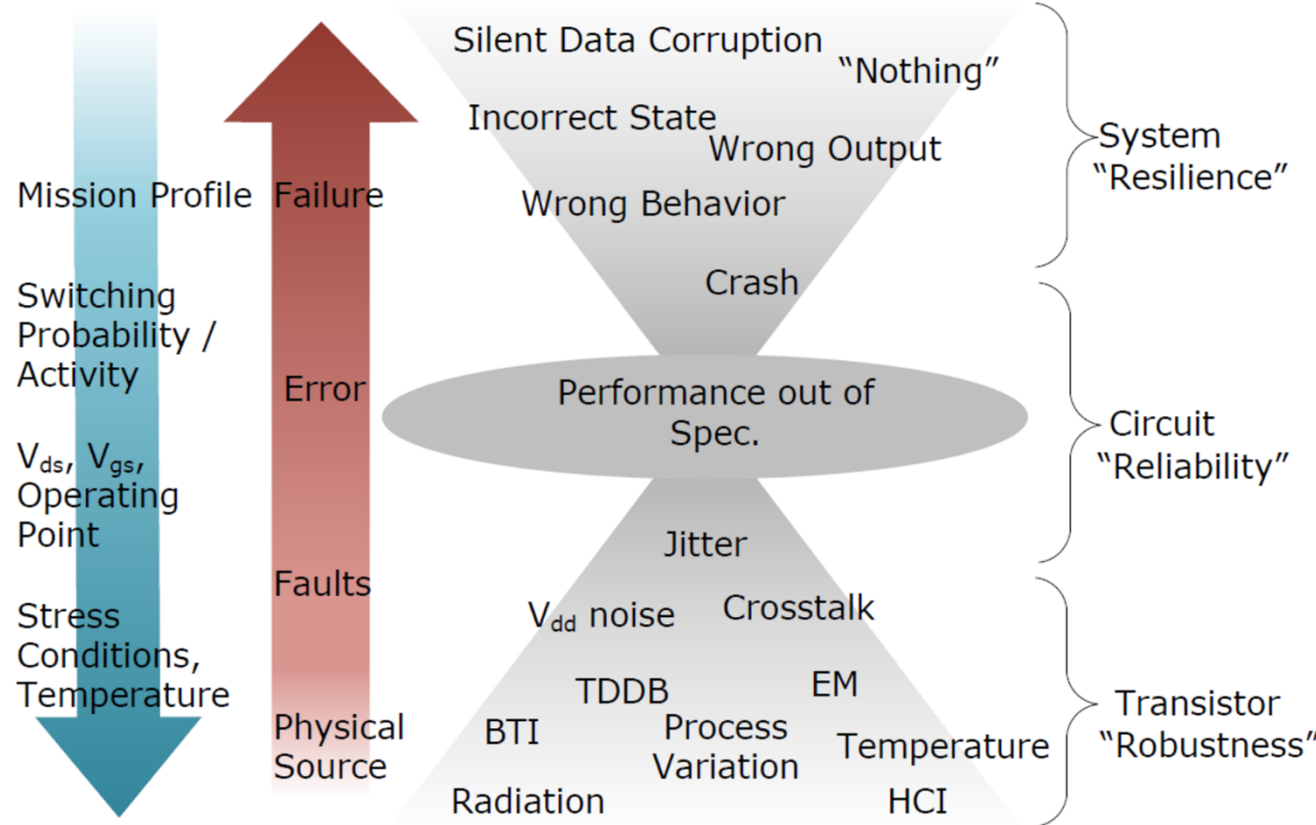 Silent Data Corruption
“Nothing”
Incorrect State
Wrong Output
Wrong Behavior
Crash
System
“Resilience”
Mission Profile
Failure
Switching
Probability /
Activity
Error
Performance out of
Spec.
Circuit
“Reliability”
Vds, Vgs,
Operating
Point
Jitter
Faults
Vdd noise
Crosstalk
Stress
Conditions,
Temperature
TDDB
EM
Physical
Source
BTI
Process
Variation
Temperature
Transistor
“Robustness”
Radiation
HCI